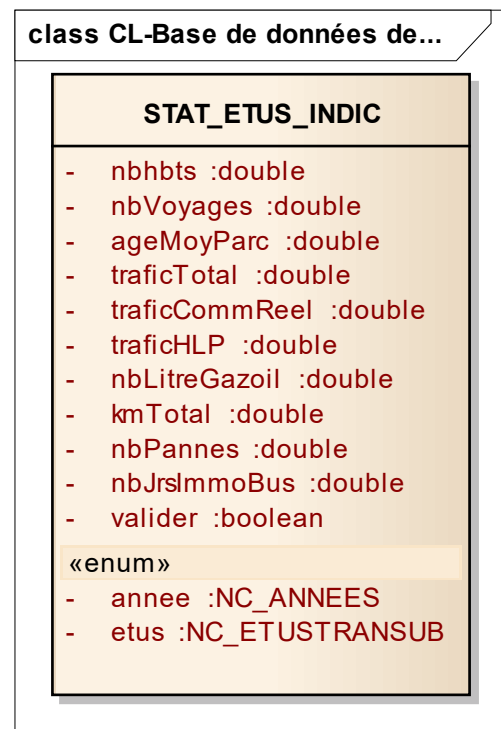 class CL-Base de données de...
STAT_ETUS_INDIC
- nbhbts :double
- nbVoyages :double
- ageMoyParc :double
- traficTotal :double
- traficCommReel :double
- traficHLP :double
- nbLitreGazoil :double
- kmTotal :double
- nbPannes :double
- nbJrsImmoBus :double
- valider :boolean
«enum»
- annee :NC_ANNEES
- etus :NC_ETUSTRANSUB